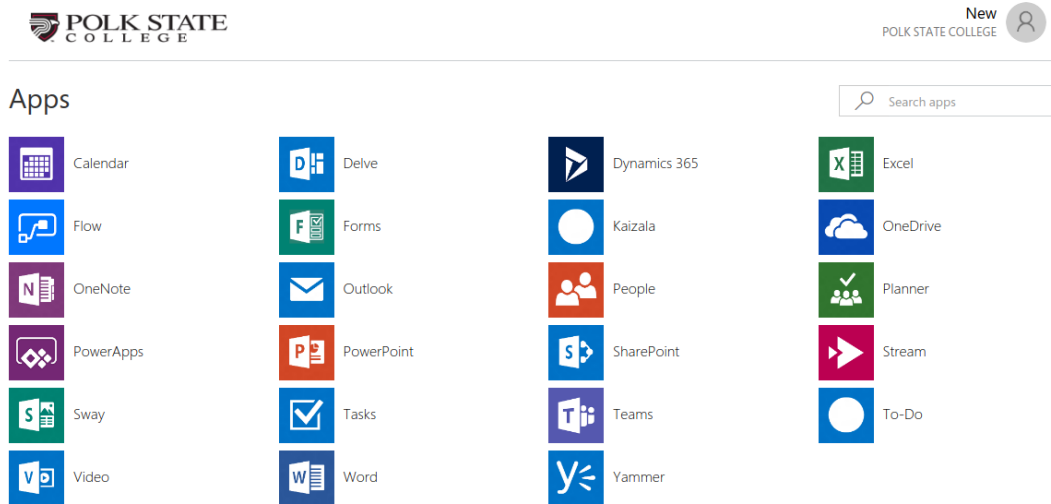 POLK STATE
COLLEGE
New
POLK STATE COLLEGE
Apps
Search apps
Calendar
D
Delve
Dynamics 365
X
Excel
Flow
F
Forms
Kaizala
OneDrive
N
OneNote
Outlook
People
Planner
PowerApps
P
PowerPoint
S
SharePoint
Stream
S
Sway
Tasks
T
Teams
To-Do
V
Video
W
Word
Yammer